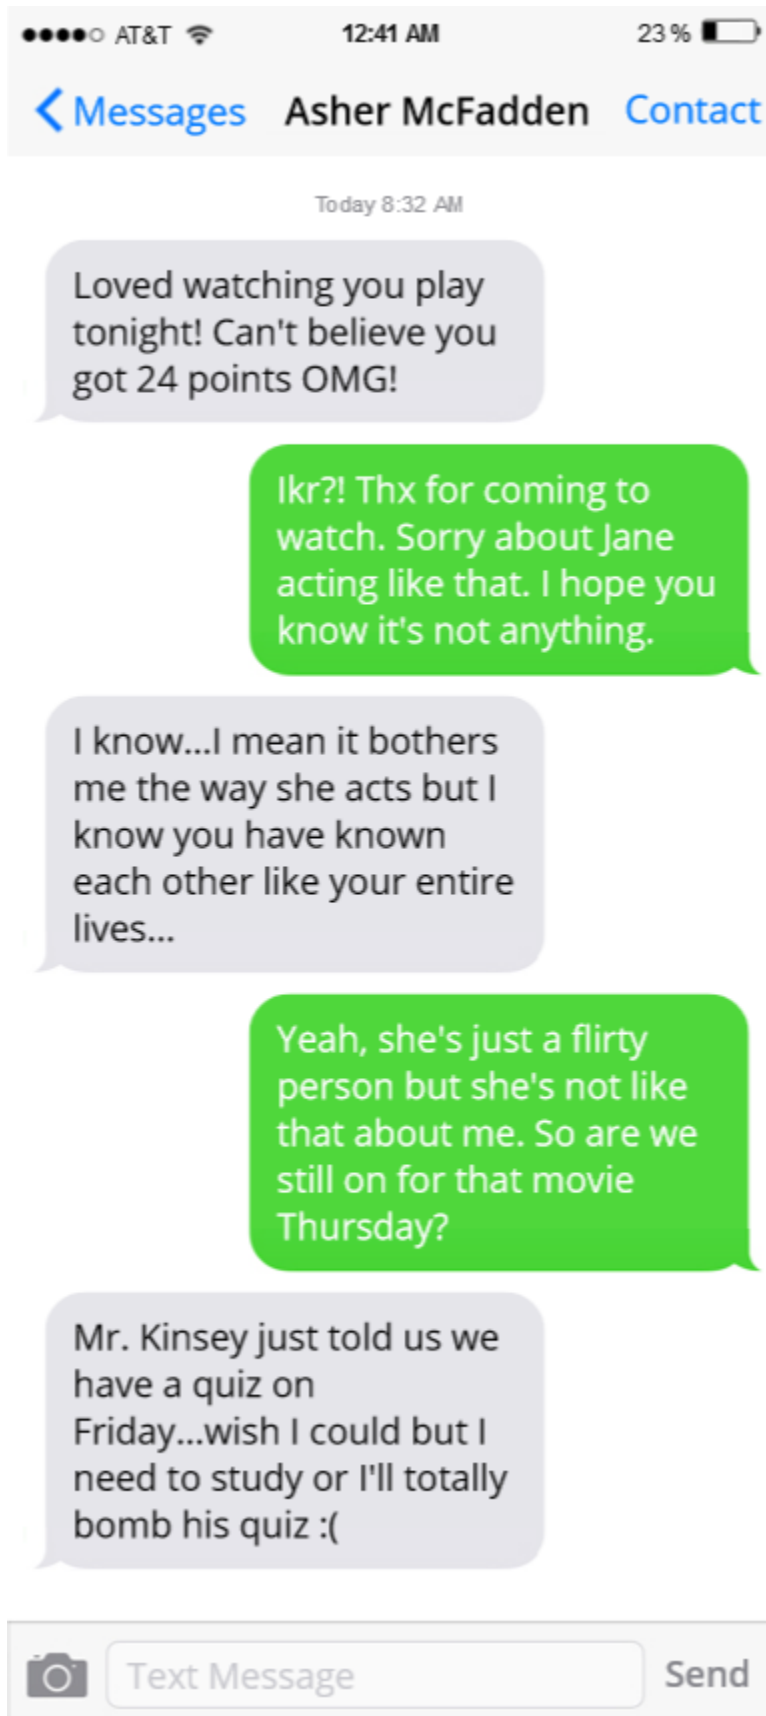 AT&T 12:41 AM 23 %
Messages Asher McFadden Contact
Today 8:32 AM
Loved watching you play
tonight! Can't believe you
got 24 points OMG!
Ikr?! Thx for coming to
watch. Sorry about Jane
acting like that. I hope you
know it's not anything.
I know...I mean it bothers
me the way she acts but I
know you have known
each other like your entire
lives...
Yeah, she's just a flirty
person but she's not like
that about me. So are we
still on for that movie
Thursday?
Mr. Kinsey just told us we
have a quiz on
Friday...wish I could but I
need to study or I'll totally
bomb his quiz :(
Text Message Send